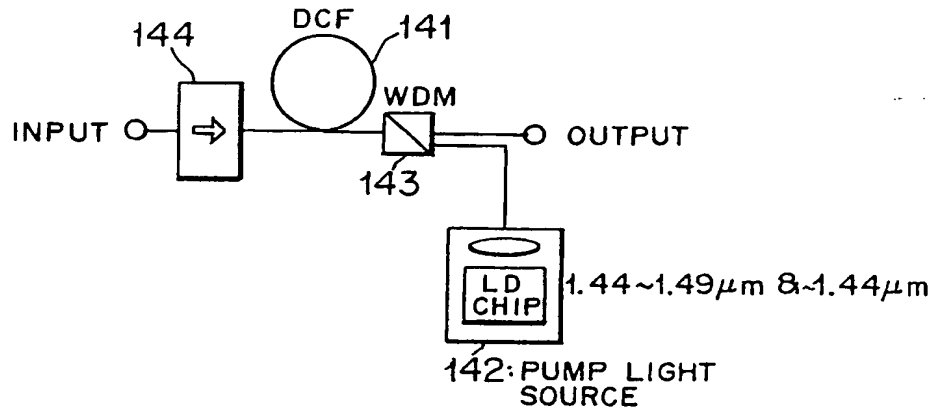 DCF
144
141
WDM
INPUT
OUTPUT
143
LD
CHIP
1.44~1.49μm &~1.44μm
142: PUMP LIGHT
SOURCE